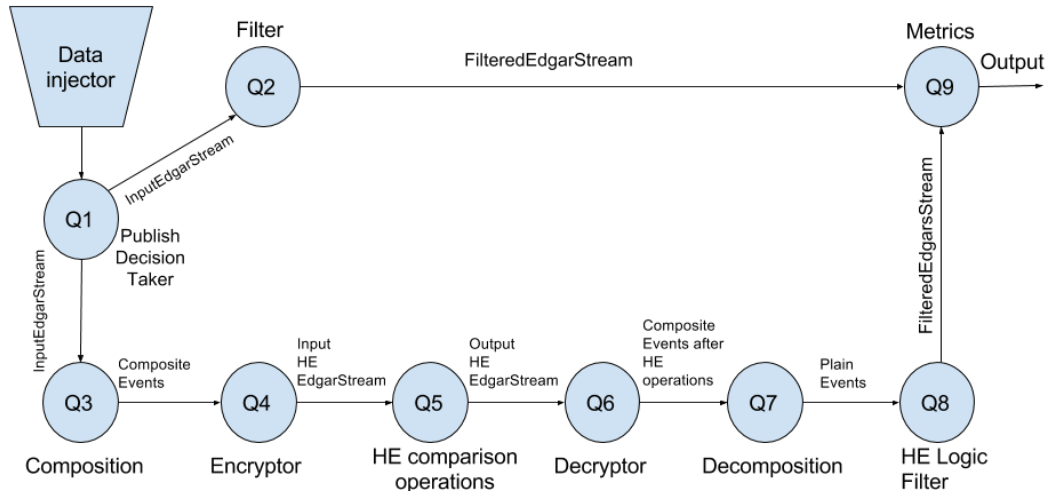 Data
injector
Filter
Q2
FilteredEdgarStream
Metrics
Q9
Output
InputEdgarStream
Q1
Publish
Decision
Taker
InputEdgarStream
FilteredEdgarsStream
Q3
Composition
Composite
Events
Q4
Encryptor
Input
HE
EdgarStream
Q5
HE comparison
operations
Output
HE
EdgarStream
Q6
Decryptor
Composite
Events after
HE
operations
Q7
Decomposition
Plain
Events
Q8
HE Logic
Filter